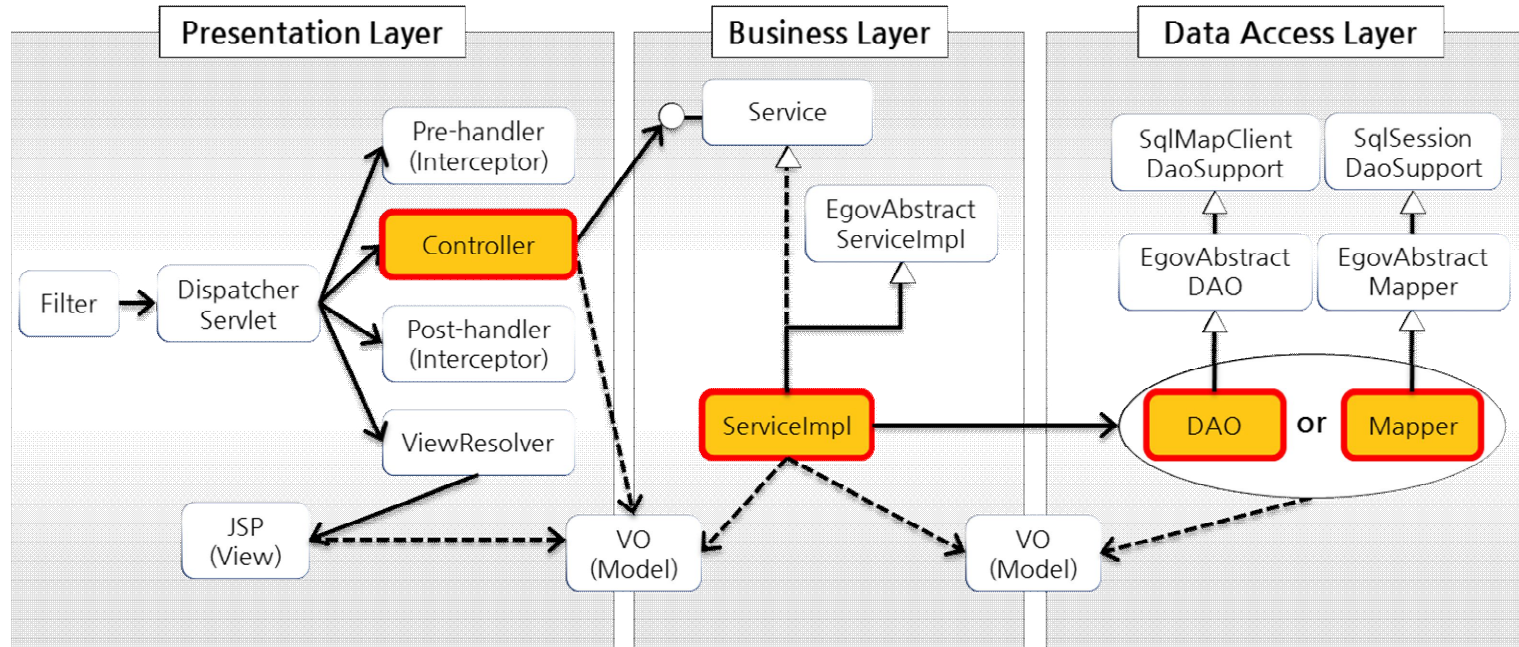 Presentation Layer
Business Layer
Data Access Layer
Pre-handler
(Interceptor)
Controller
Filter
Dispatcher
Servlet
Post-handler
(Interceptor)
ViewResolver
JSP
(View)
VO
(Model)
Service
EgovAbstract
ServiceImpl
ServiceImpl
VO
(Model)
SqlMapClient
DaoSupport
SqlSession
DaoSupport
EgovAbstract
DAO
EgovAbstract
Mapper
DAO
or
Mapper